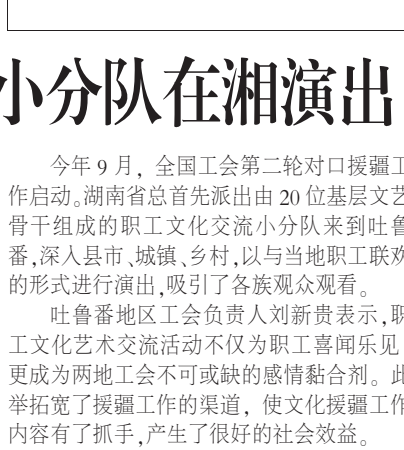 小分队在湘演出
今年 9 月，全国工会第二轮对口援疆工
作启动。湖南省总首先派出由 20 位基层文艺
骨干组成的职工文化交流小分队来到吐鲁
番,深入县市、城镇、乡村,以与当地职工联欢
的形式进行演出,吸引了各族观众观看。
吐鲁番地区工会负责人刘新贵表示,职
工文化艺术交流活动不仅为职工喜闻乐见
更成为两地工会不可或缺的感情黏合剂。此
举拓宽了援疆工作的渠道，使文化援疆工作
内容有了抓手,产生了很好的社会效益。